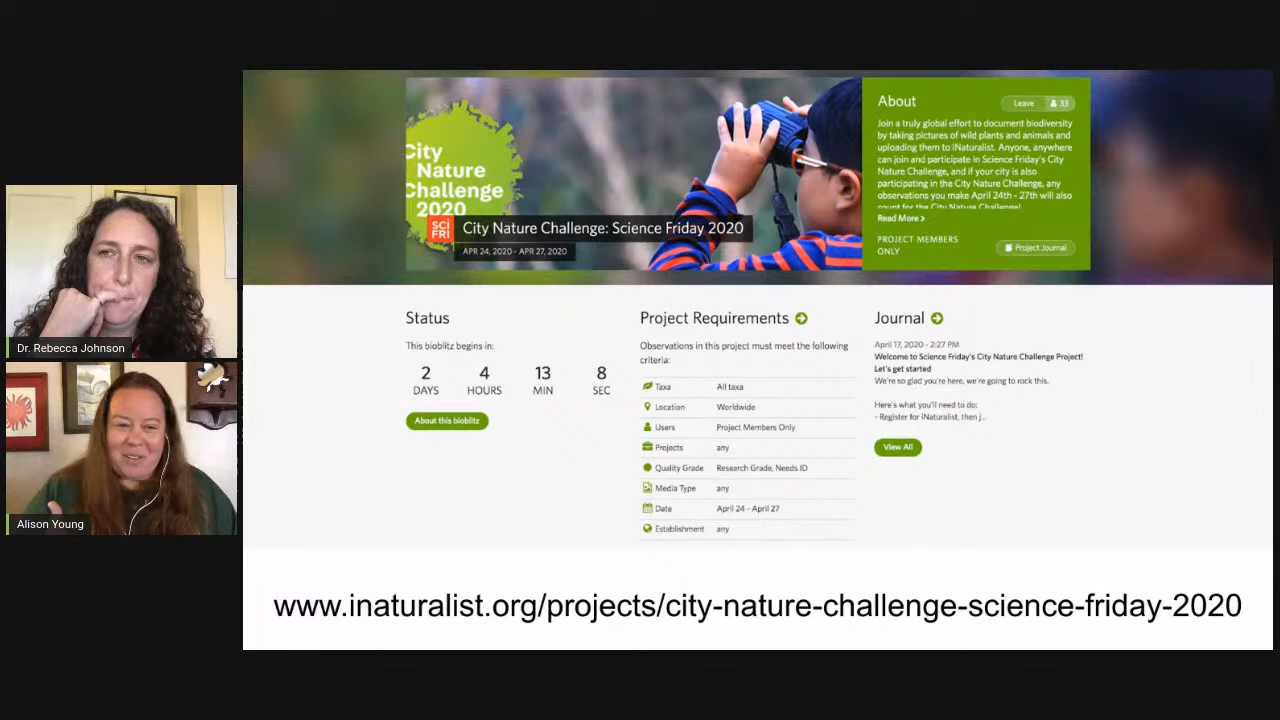 City
Nature
Challenge
2020
SCI
FRI
City Nature Challenge: Science Friday 2020
APR 24, 2020 - APR 27, 2020
About
Leave 33
Join a truly global effort to document biodiversity
by taking pictures of wild plants and animals and
uploading them to iNaturalist. Anyone, anywhere
can join and participate in Science Friday's City
Nature Challenge, and if your city is also
participating in the City Nature Challenge, any
observations you make April 24th - 27th will also
count for the City Nature Challenge!
Read More >
PROJECT MEMBERS
ONLY
Project Journal
Dr. Rebecca Johnson
Alison Young
Status
This bioblitz begins in:
2 4 13 8
DAYS HOURS MIN SEC
About this bioblitz
Project Requirements
Observations in this project must meet the following
criteria:
Taxa All taxa
Location Worldwide
Users Project Members Only
Projects any
Quality Grade Research Grade, Needs ID
Media Type any
Date April 24 - April 27
Establishment any
Journal
April 17, 2020 - 2:27 PM
Welcome to Science Friday's City Nature Challenge Project!
Let's get started
We're so glad you're here, we're going to rock this.
Here's what you'll need to do:
- Register for iNaturalist, then j...
View All
www.inaturalist.org/projects/city-nature-challenge-science-friday-2020